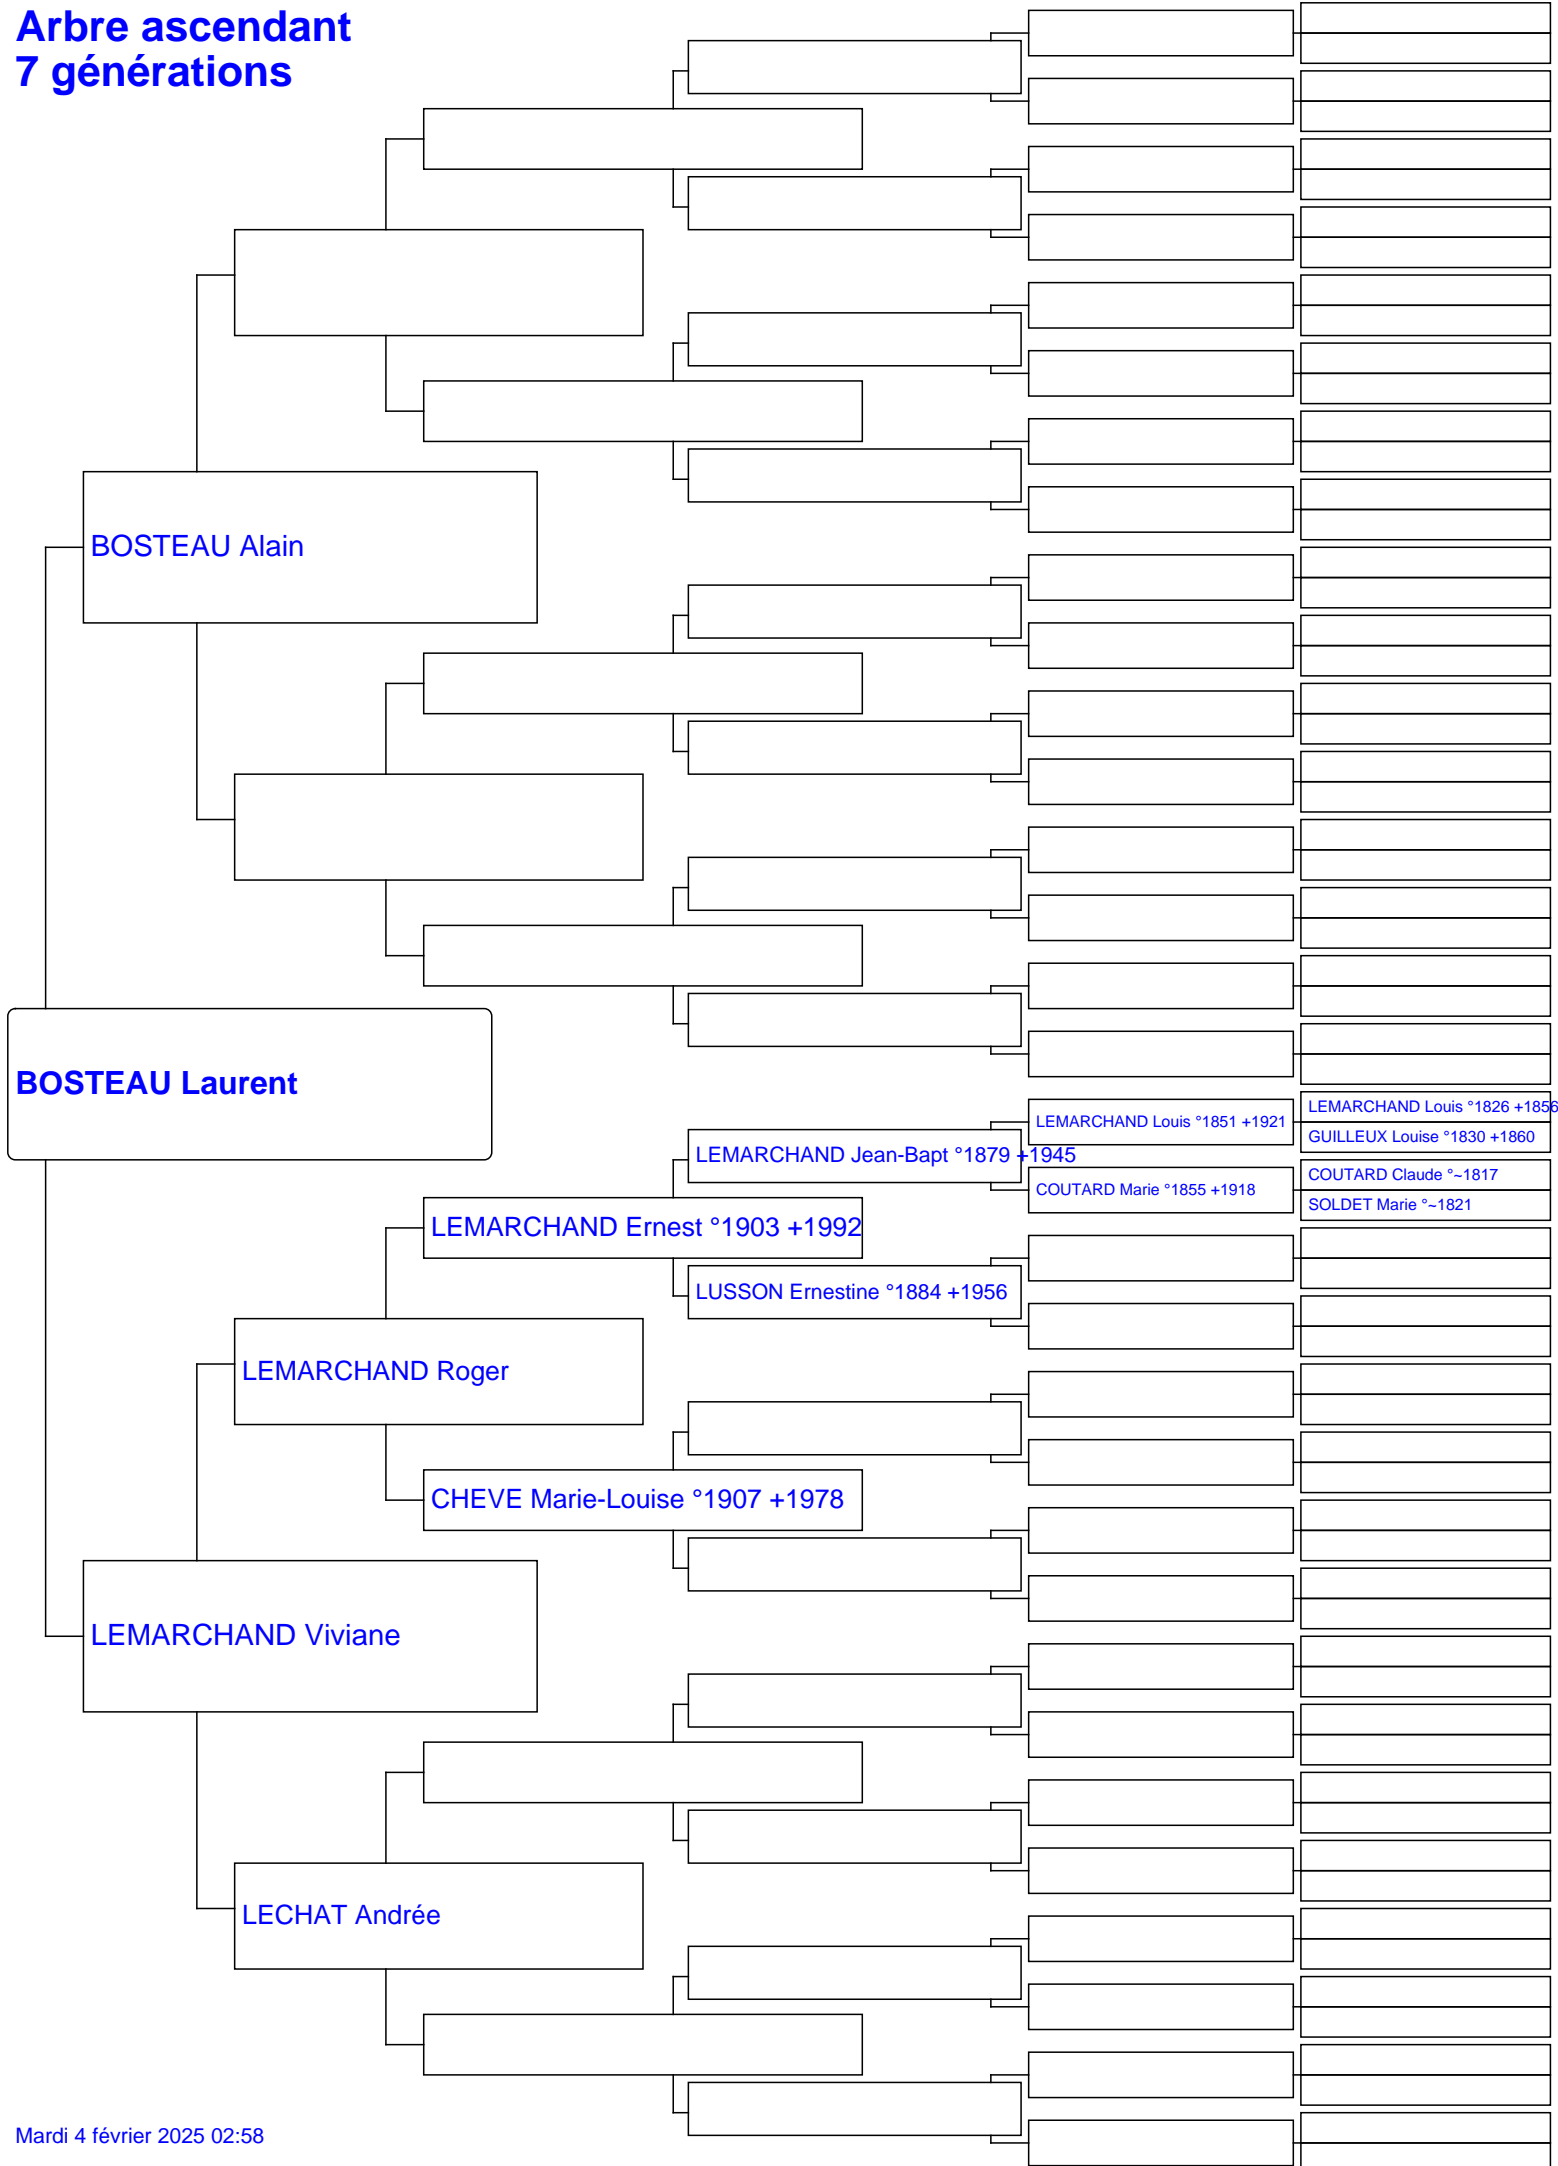 Arbre ascendant
7 générations
BOSTEAU Alain
BOSTEAU Laurent
LEMARCHAND Louis °1826 +1856
LEMARCHAND Louis °1851 +1921
GUILLEUX Louise °1830 +1860
LEMARCHAND Jean-Bapt °1879 +1945
COUTARD Claude °~1817
COUTARD Marie °1855 +1918
SOLDET Marie °~1821
LEMARCHAND Ernest °1903 +1992
LUSSON Ernestine °1884 +1956
LEMARCHAND Roger
CHEVE Marie-Louise °1907 +1978
LEMARCHAND Viviane
LECHAT Andrée
Mardi 4 février 2025 02:58